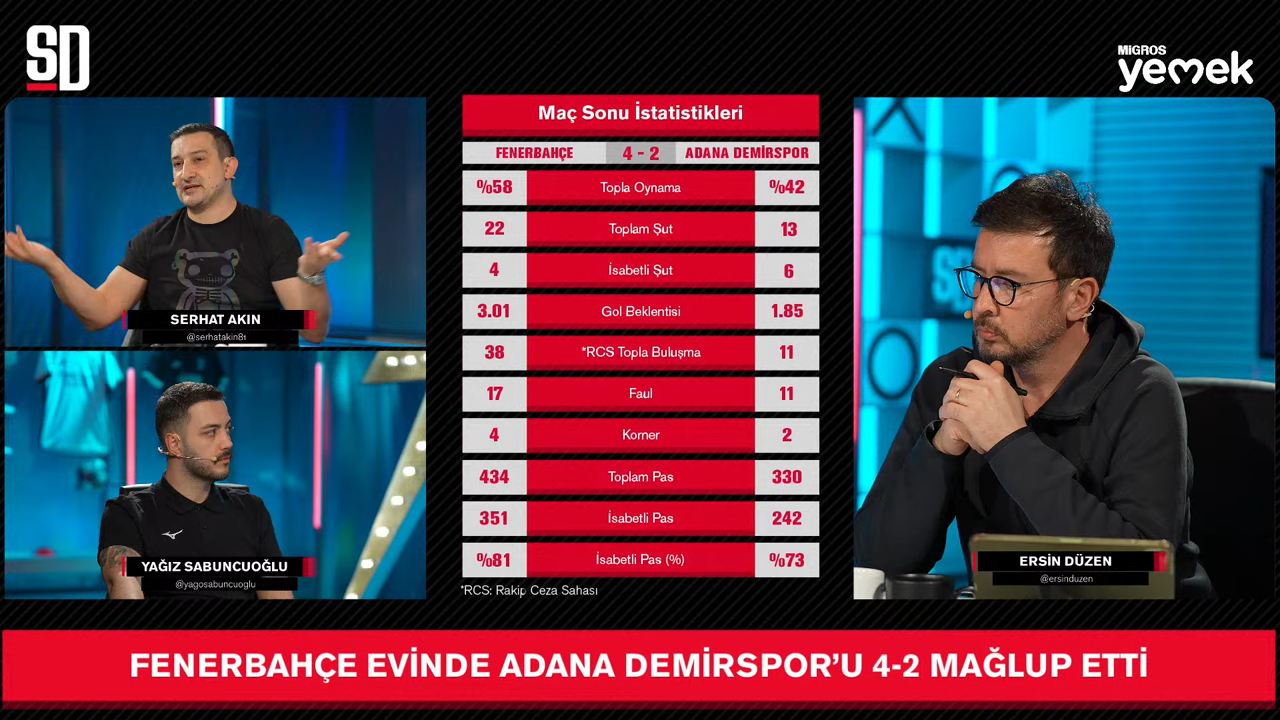 SD
MİGROS
yemek
Maç Sonu İstatistikleri
FENERBAHÇE 4 - 2 ADANA DEMİRSPOR
%58 Topla Oynama %42
22 Toplam Şut 13
4 İsabetli Şut 6
3.01 Gol Beklentisi 1.85
38 *RCS Topla Buluşma 11
17 Faul 11
4 Korner 2
434 Toplam Pas 330
351 İsabetli Pas 242
%81 İsabetli Pas (%) %73
*RCS: Rakip Ceza Sahası
SERHAT AKIN
@serhatakin81
YAĞIZ SABUNCUOĞLU
@yagosabuncuoglu
ERSİN DÜZEN
@ersinduzen
FENERBAHÇE EVİNDE ADANA DEMİRSPOR’U 4-2 MAĞLUP ETTİ